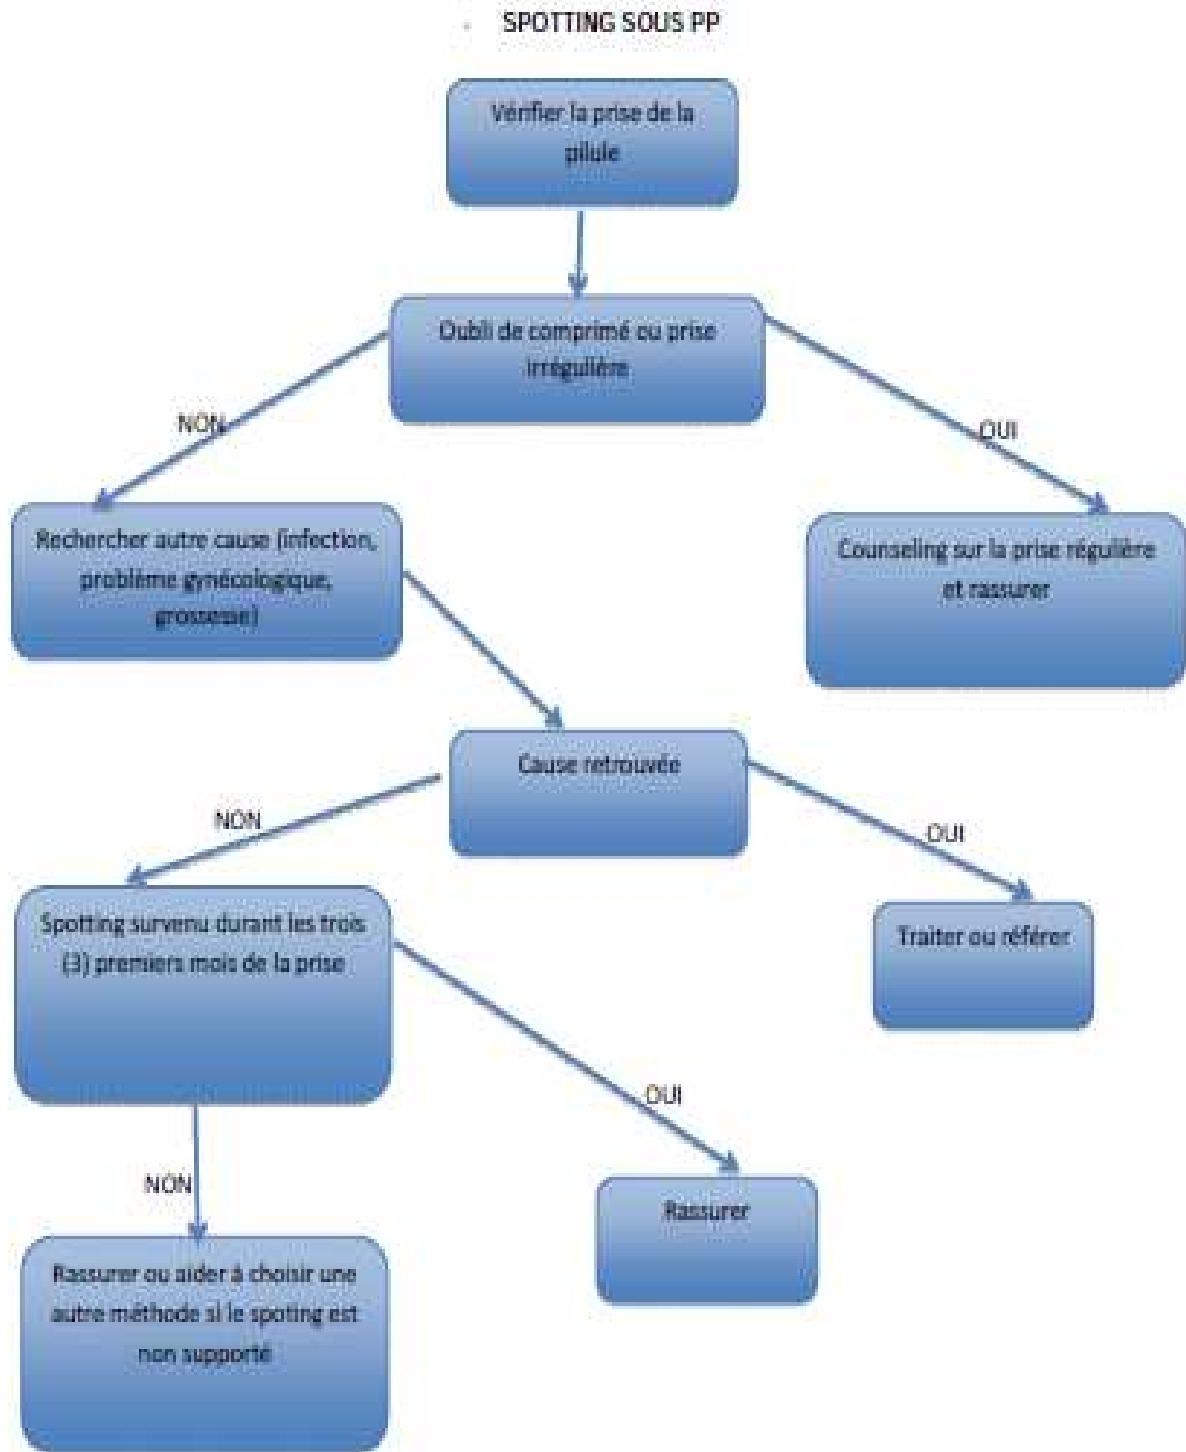 SPOTTING SOUS PP
Vérifier la prise de la
pilule
Oubli de comprimé ou prise
irrégulière
NON
OUI
Rechercher autre cause (infection,
problème gynécologique,
grossesse)
Counseling sur la prise régulière
et rassurer
Cause retrouvée
NON
OUI
Spotting survenu durant les trois
(3) premiers mois de la prise
Traiter ou référer
OUI
NON
Rassurer
Rassurer ou aider à choisir une
autre méthode si le spoting est
non supporté